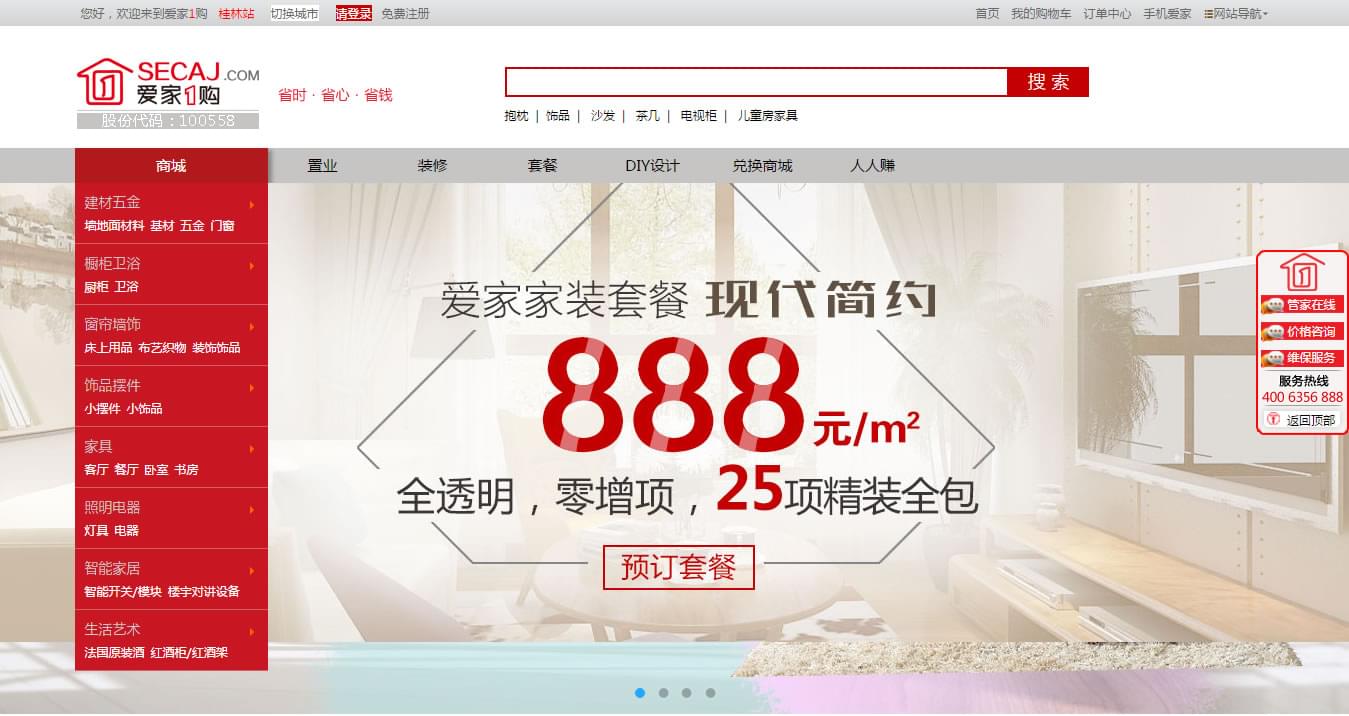 您好，欢迎来到爱家1购 桂林站 切换城市 请登录 免费注册 首页 我的购物车 订单中心 手机爱家 网站导航
SECAJ.COM
爱家1购
股份代码：100558
省时 · 省心 · 省钱
搜 索
抱枕 | 饰品 | 沙发 | 茶几 | 电视柜 | 儿童房家具
商城 置业 装修 套餐 DIY设计 兑换商城 人人赚
建材五金
墙地面材料 基材 五金 门窗
橱柜卫浴
厨柜 卫浴
窗帘墙饰
床上用品 布艺织物 装饰饰品
饰品摆件
小摆件 小饰品
家具
客厅 餐厅 卧室 书房
照明电器
灯具 电器
智能家居
智能开关/模块 楼宇对讲设备
生活艺术
法国原装酒 红酒柜/红酒架
爱家家装套餐 现代简约
888元/m²
全透明，零增项，25项精装全包
预订套餐
管家在线
价格咨询
维保服务
服务热线
400 6356 888
返回顶部